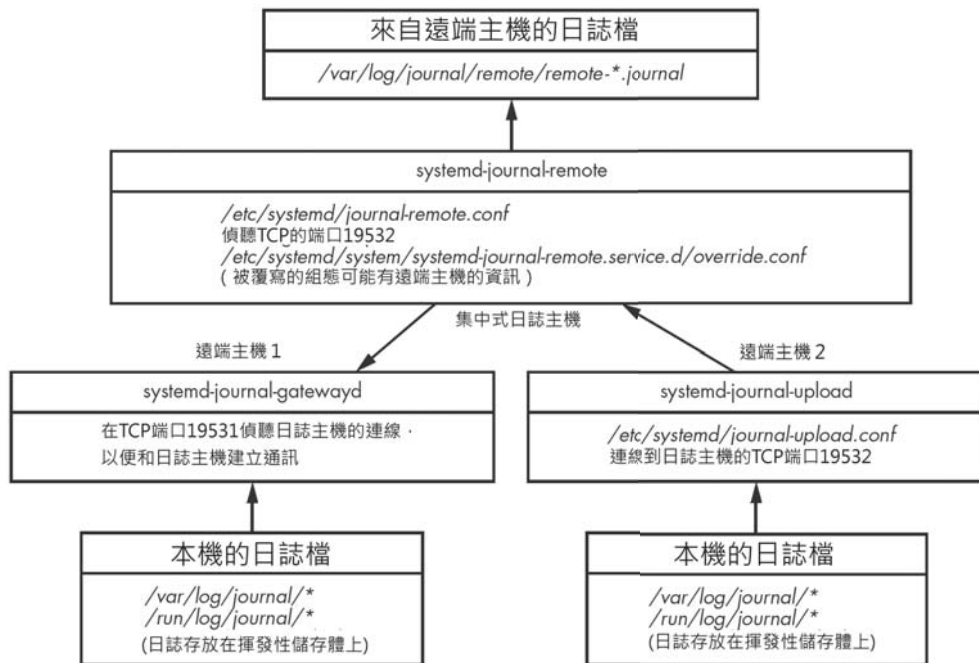 來自遠端主機的日誌檔
/var/log/journal/remote/remote-*.journal
systemd-journal-remote
/etc/systemd/journal-remote.conf
偵聽TCP的端口19532
/etc/systemd/system/systemd-journal-remote.service.d/override.conf
(被覆寫的組態可能有遠端主機的資訊)
集中式日誌主機
遠端主機1
systemd-journal-gatewayd
在TCP端口19531偵聽日誌主機的連線，
以便和日誌主機建立通訊
本機的日誌檔
/var/log/journal/*
/run/log/journal/*
(日誌存放在揮發性儲存體上)
遠端主機2
systemd-journal-upload
/etc/systemd/journal-upload.conf
連線到日誌主機的TCP端口19532
本機的日誌檔
/var/log/journal/*
/run/log/journal/*
(日誌存放在揮發性儲存體上)